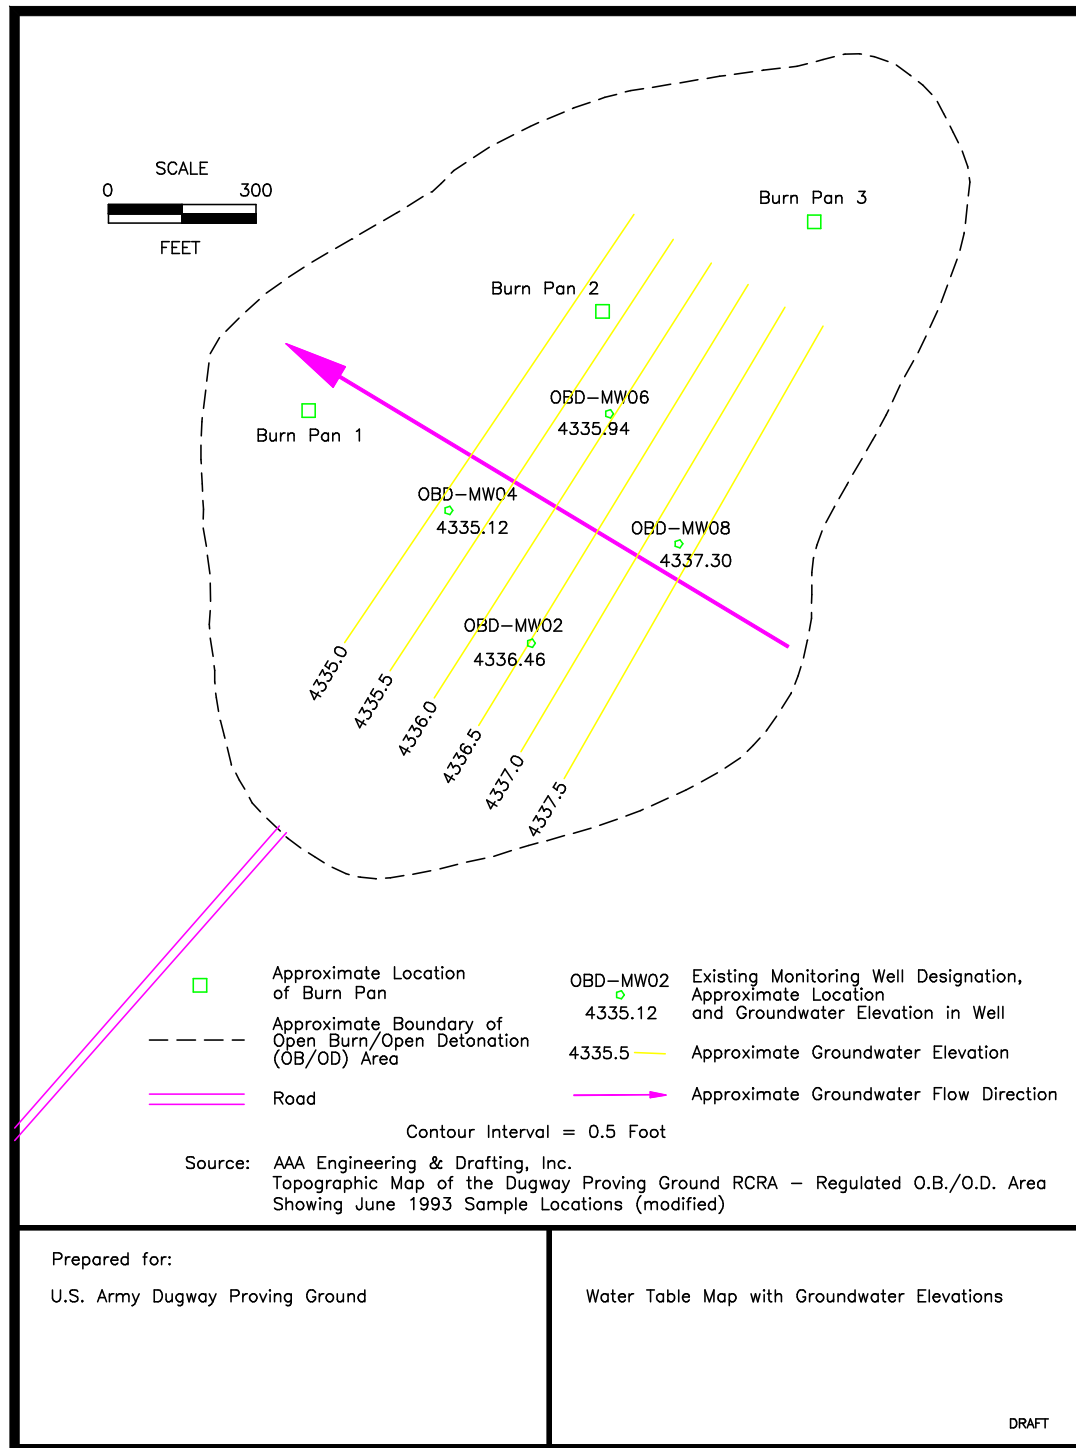 SCALE
0 300
FEET
Burn Pan 3
Burn Pan 2
OBD-MW06
4335.94
Burn Pan 1
OBD-MW04
4335.12
OBD-MW08
4337.30
OBD-MW02
4336.46
4335.0
4335.5
4336.0
4336.5
4337.0
4337.5
Approximate Location
of Burn Pan
Approximate Boundary of
Open Burn/Open Detonation
(OB/OD) Area
Road
OBD-MW02
4335.12
Existing Monitoring Well Designation,
Approximate Location
and Groundwater Elevation in Well
4335.5
Approximate Groundwater Elevation
Approximate Groundwater Flow Direction
Contour Interval = 0.5 Foot
Source: AAA Engineering & Drafting, Inc.
Topographic Map of the Dugway Proving Ground RCRA – Regulated O.B./O.D. Area
Showing June 1993 Sample Locations (modified)
Prepared for:
U.S. Army Dugway Proving Ground
Water Table Map with Groundwater Elevations
DRAFT